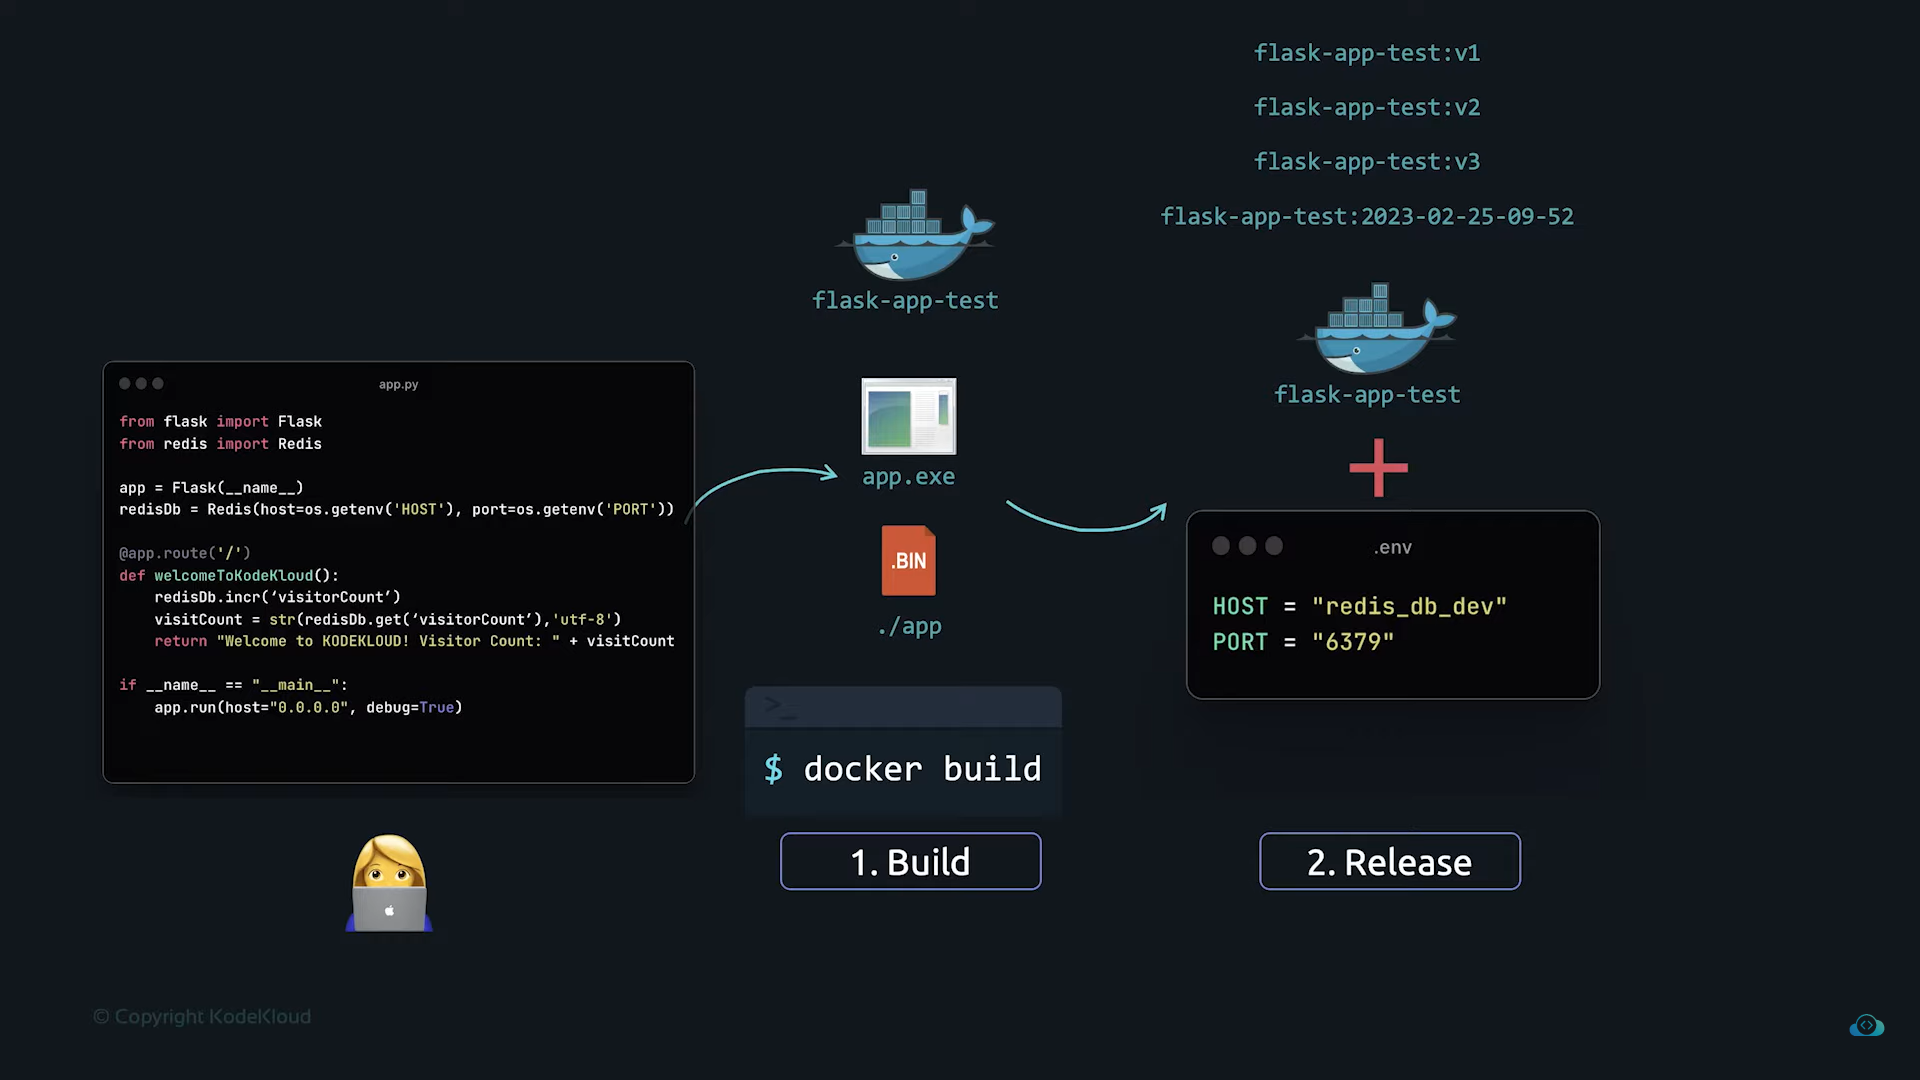 flask-app-test:v1
flask-app-test:v2
flask-app-test:v3
flask-app-test:2023-02-25-09-52
flask-app-test
flask-app-test
app.py
from flask import Flask
from redis import Redis
app = Flask(__name__)
redisDb = Redis(host=os.getenv('HOST'), port=os.getenv('PORT'))
@app.route('/')
def welcomeToKodeKloud():
    redisDb.incr(‘visitorCount’)
    visitCount = str(redisDb.get(‘visitorCount’),'utf-8')
    return "Welcome to KODEKLOUD! Visitor Count: " + visitCount
if __name__ == "__main__":
    app.run(host="0.0.0.0", debug=True)
app.exe
.BIN
./app
.env
HOST = "redis_db_dev"
PORT = "6379"
>_
$ docker build
1. Build
2. Release
© Copyright KodeKloud